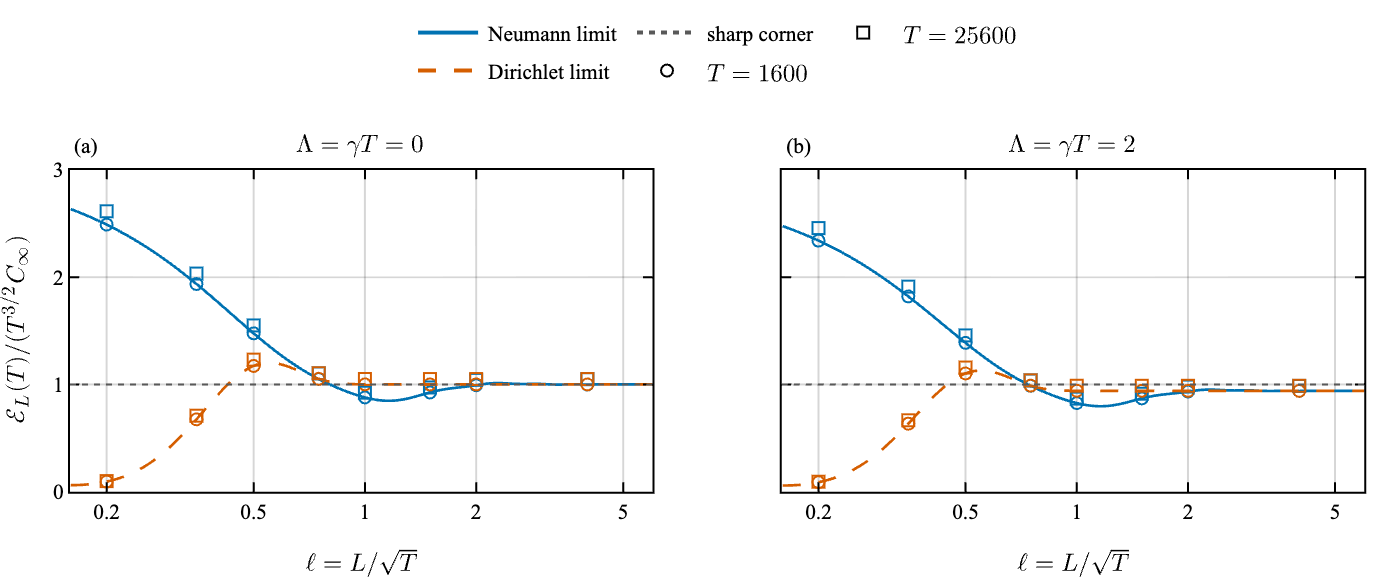 Neumann limit
sharp corner
T = 25600
Dirichlet limit
T = 1600
(a)
Λ = γT = 0
(b)
Λ = γT = 2
ℰ_L(T)/(T^{3/2}C_∞)
3
2
1
0
0.2 0.5 1 2 5
0.2 0.5 1 2 5
ℓ = L/√T
ℓ = L/√T